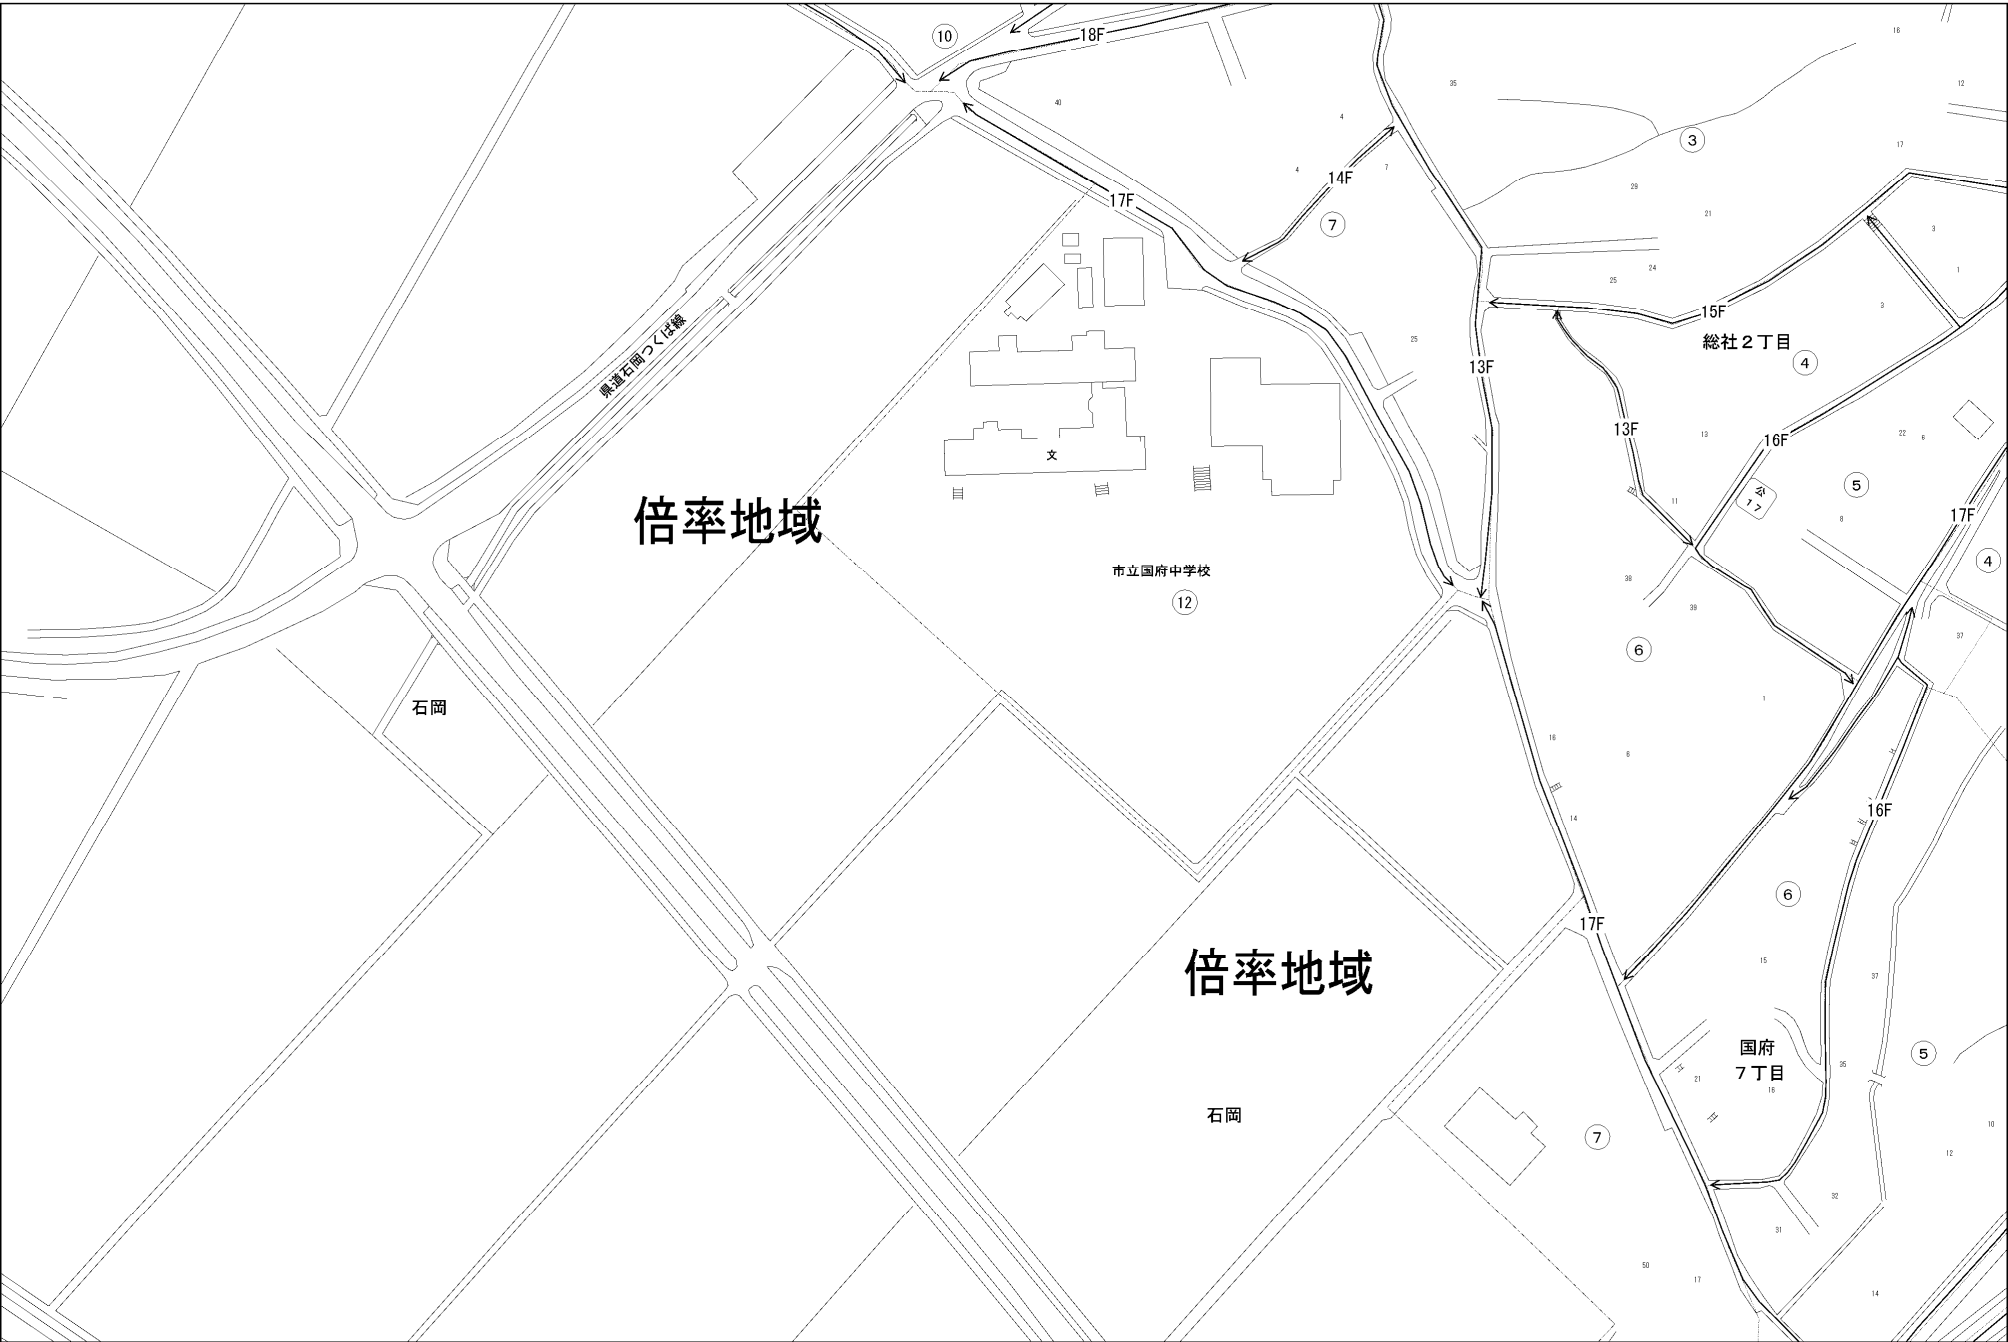 ⑩
18F
16
35
12
40
4
③
17
7
4
14F
29
17F
21
⑦
3
24
1
25
3
15F
県道石岡つくば線
25
総社２丁目
④
13F
13F
13
22
6
16F
文
⑤
公
１７
11
倍率地域
8
17F
④
市立国府中学校
38
⑫
39
37
⑥
1
石岡
16
6
16F
14
⑥
17F
15
倍率地域
37
国府
７丁目
⑤
35
21
16
石岡
10
⑦
12
32
31
50
17
14